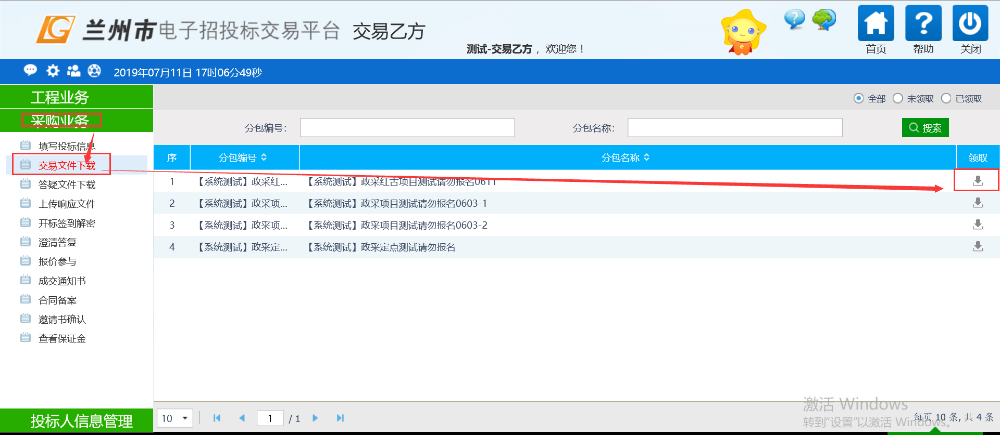 兰州市电子招投标交易平台 交易乙方
测试-交易乙方 ，欢迎您！
首页 帮助 关闭
2019年07月11日 17时06分49秒
工程业务
采购业务
填写投标信息
交易文件下载
答疑文件下载
上传响应文件
开标签到解密
澄清答复
报价参与
成交通知书
合同备案
邀请书确认
查看保证金
投标人信息管理
全部 未领取 已领取
分包编号： 分包名称： 搜索
序 分包编号 分包名称 领取
1 【系统测试】政采红... 【系统测试】政采红古项目测试请勿报名0611
2 【系统测试】政采项... 【系统测试】政采项目测试请勿报名0603-1
3 【系统测试】政采项... 【系统测试】政采项目测试请勿报名0603-2
4 【系统测试】政采定... 【系统测试】政采定点测试请勿报名
10 1 / 1
每页 10 条, 共 4 条
激活 Windows
转到"设置"以激活 Windows。